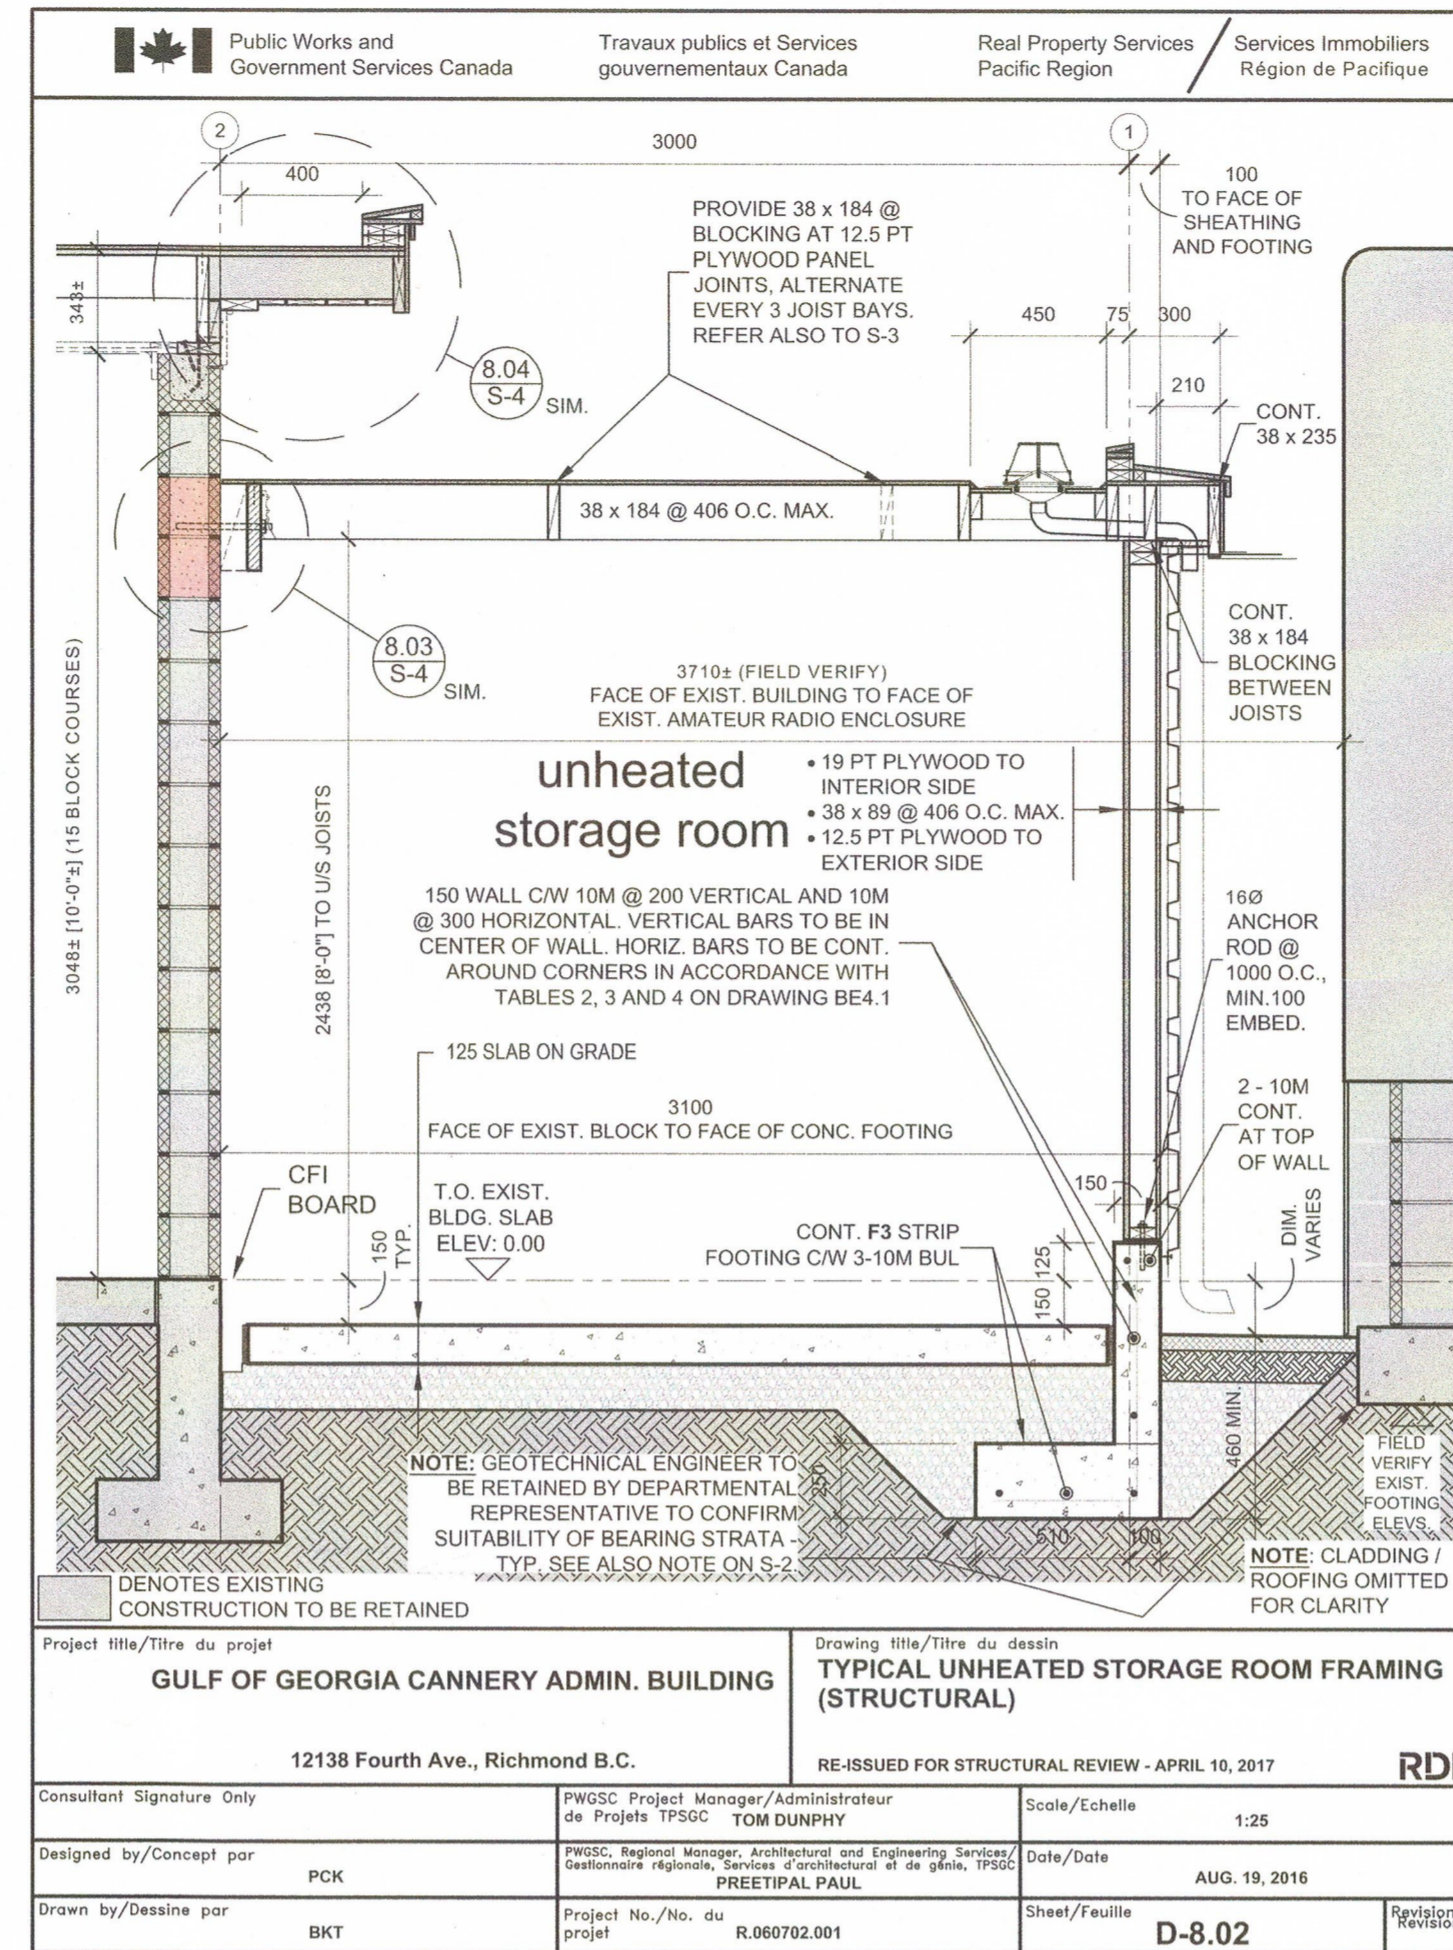 Public Works and
Government Services Canada
Travaux publics et Services
gouvernementaux Canada
Real Property Services
Pacific Region
Services Immobiliers
Région de Pacifique
2
3000
1
400
100
TO FACE OF
SHEATHING
AND FOOTING
PROVIDE 38 x 184 @
BLOCKING AT 12.5 PT
PLYWOOD PANEL
JOINTS, ALTERNATE
EVERY 3 JOIST BAYS.
REFER ALSO TO S-3
343±
450
75
300
8.04
S-4
SIM.
210
CONT.
38 x 235
38 x 184 @ 406 O.C. MAX.
CONT.
38 x 184
BLOCKING
BETWEEN
JOISTS
8.03
S-4
SIM.
3710± (FIELD VERIFY)
FACE OF EXIST. BUILDING TO FACE OF
EXIST. AMATEUR RADIO ENCLOSURE
3048± [10'-0"±] (15 BLOCK COURSES)
2438 [8'-0"] TO U/S JOISTS
unheated
storage room
• 19 PT PLYWOOD TO
INTERIOR SIDE
• 38 x 89 @ 406 O.C. MAX.
• 12.5 PT PLYWOOD TO
EXTERIOR SIDE
150 WALL C/W 10M @ 200 VERTICAL AND 10M
@ 300 HORIZONTAL. VERTICAL BARS TO BE IN
CENTER OF WALL. HORIZ. BARS TO BE CONT.
AROUND CORNERS IN ACCORDANCE WITH
TABLES 2, 3 AND 4 ON DRAWING BE4.1
16Ø
ANCHOR
ROD @
1000 O.C.,
MIN.100
EMBED.
125 SLAB ON GRADE
3100
FACE OF EXIST. BLOCK TO FACE OF CONC. FOOTING
2 - 10M
CONT.
AT TOP
OF WALL
CFI
BOARD
150
TYP.
T.O. EXIST.
BLDG. SLAB
ELEV: 0.00
150
CONT. F3 STRIP
FOOTING C/W 3-10M BUL
125
150
DIM.
VARIES
460 MIN.
250
510
100
FIELD
VERIFY
EXIST.
FOOTING
ELEVS.
NOTE: GEOTECHNICAL ENGINEER TO
BE RETAINED BY DEPARTMENTAL
REPRESENTATIVE TO CONFIRM
SUITABILITY OF BEARING STRATA -
TYP. SEE ALSO NOTE ON S-2.
NOTE: CLADDING /
ROOFING OMITTED
FOR CLARITY
DENOTES EXISTING
CONSTRUCTION TO BE RETAINED
Project title/Titre du projet
GULF OF GEORGIA CANNERY ADMIN. BUILDING
12138 Fourth Ave., Richmond B.C.
Drawing title/Titre du dessin
TYPICAL UNHEATED STORAGE ROOM FRAMING
(STRUCTURAL)
RE-ISSUED FOR STRUCTURAL REVIEW - APRIL 10, 2017
Consultant Signature Only
PWGSC Project Manager/Administrateur
de Projets TPSGC TOM DUNPHY
Scale/Echelle
1:25
Designed by/Concept par
PCK
PWGSC, Regional Manager, Architectural and Engineering Services/
Gestionnaire régionale, Services d'architectural et de génie, TPSGC
PREETIPAL PAUL
Date/Date
AUG. 19, 2016
Drawn by/Dessine par
BKT
Project No./No. du
projet R.060702.001
Sheet/Feuille
D-8.02